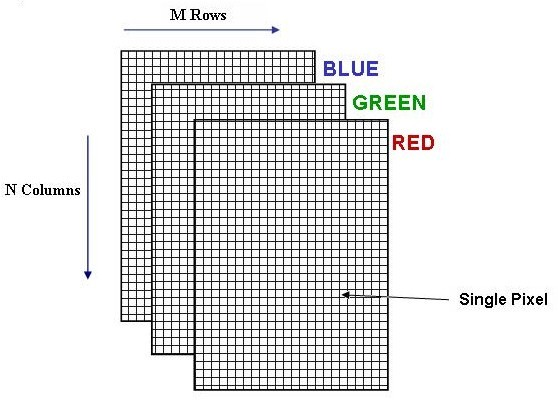 M Rows
BLUE
GREEN
RED
N Columns
Single Pixel